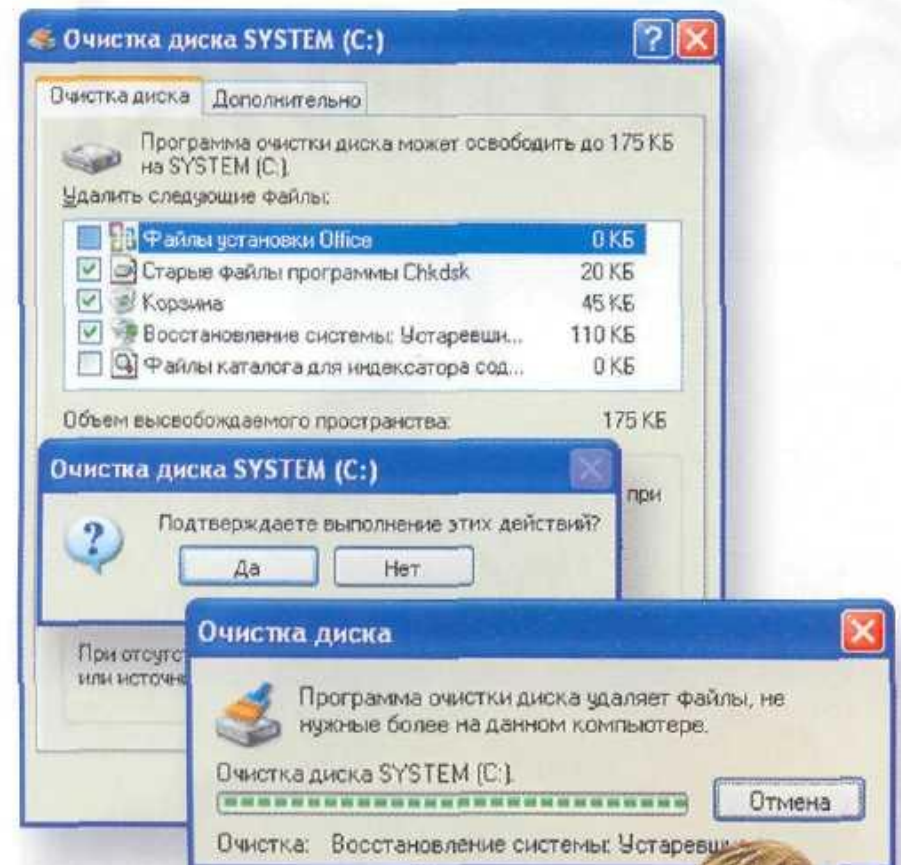 Очистка диска SYSTEM (C:)
Очистка диска Дополнительно
Программа очистки диска может освободить до 175 КБ
на SYSTEM (C:).
Удалить следующие файлы:
Файлы установки Office 0 КБ
Старые файлы программы Chkdsk 20 КБ
Корзина 45 КБ
Восстановление системы: Устаревши... 110 КБ
Файлы каталога для индексатора сод... 0 КБ
Объем высвобождаемого пространства: 175 КБ
Очистка диска SYSTEM (C:)
при
Подтверждаете выполнение этих действий?
Да Нет
При
или
Очистка диска
Программа очистки диска удаляет файлы, не
нужные более на данном компьютере.
Очистка диска SYSTEM (C:).
Отмена
Очистка: Восстановление системы: